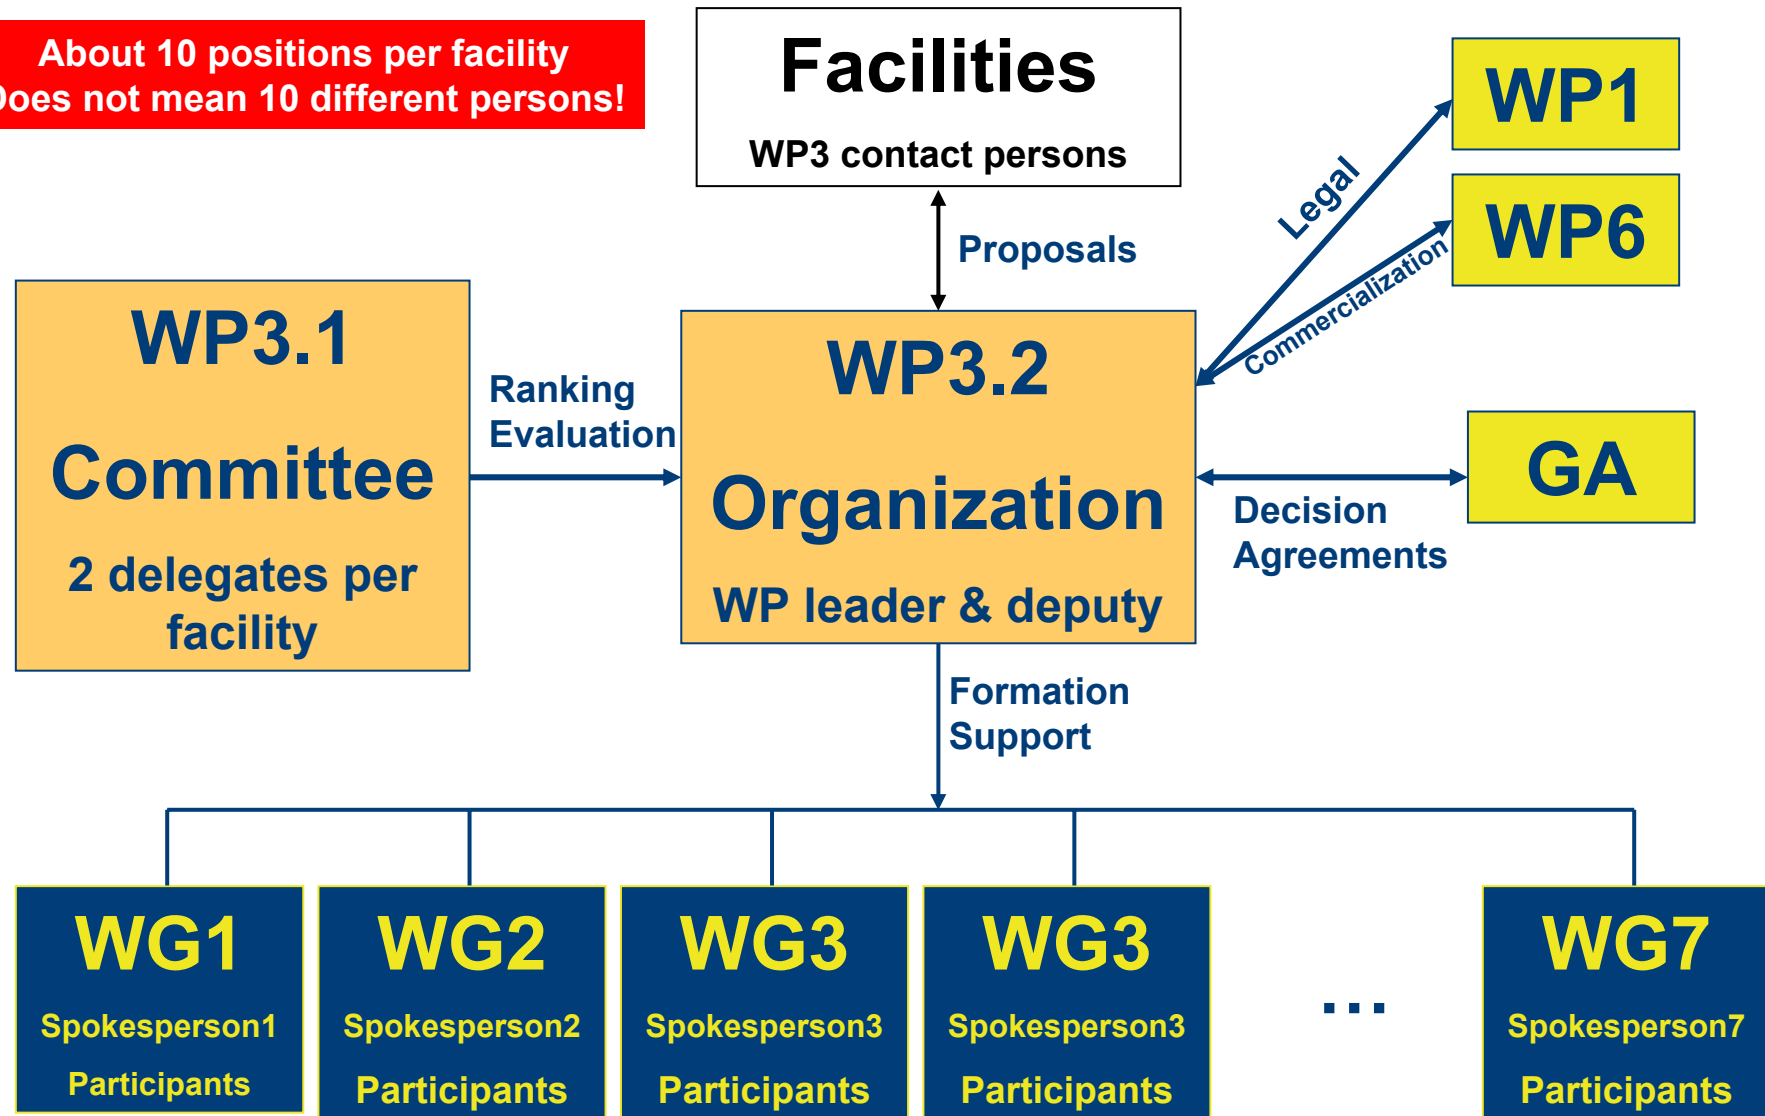 About 10 positions per facility
Does not mean 10 different persons!
Facilities
WP3 contact persons
WP1
WP6
Legal
Commercialization
Proposals
WP3.1
Committee
2 delegates per
facility
Ranking
Evaluation
WP3.2
Organization
WP leader & deputy
GA
Decision
Agreements
Formation
Support
WG1
Spokesperson1
Participants
WG2
Spokesperson2
Participants
WG3
Spokesperson3
Participants
WG3
Spokesperson3
Participants
...
WG7
Spokesperson7
Participants